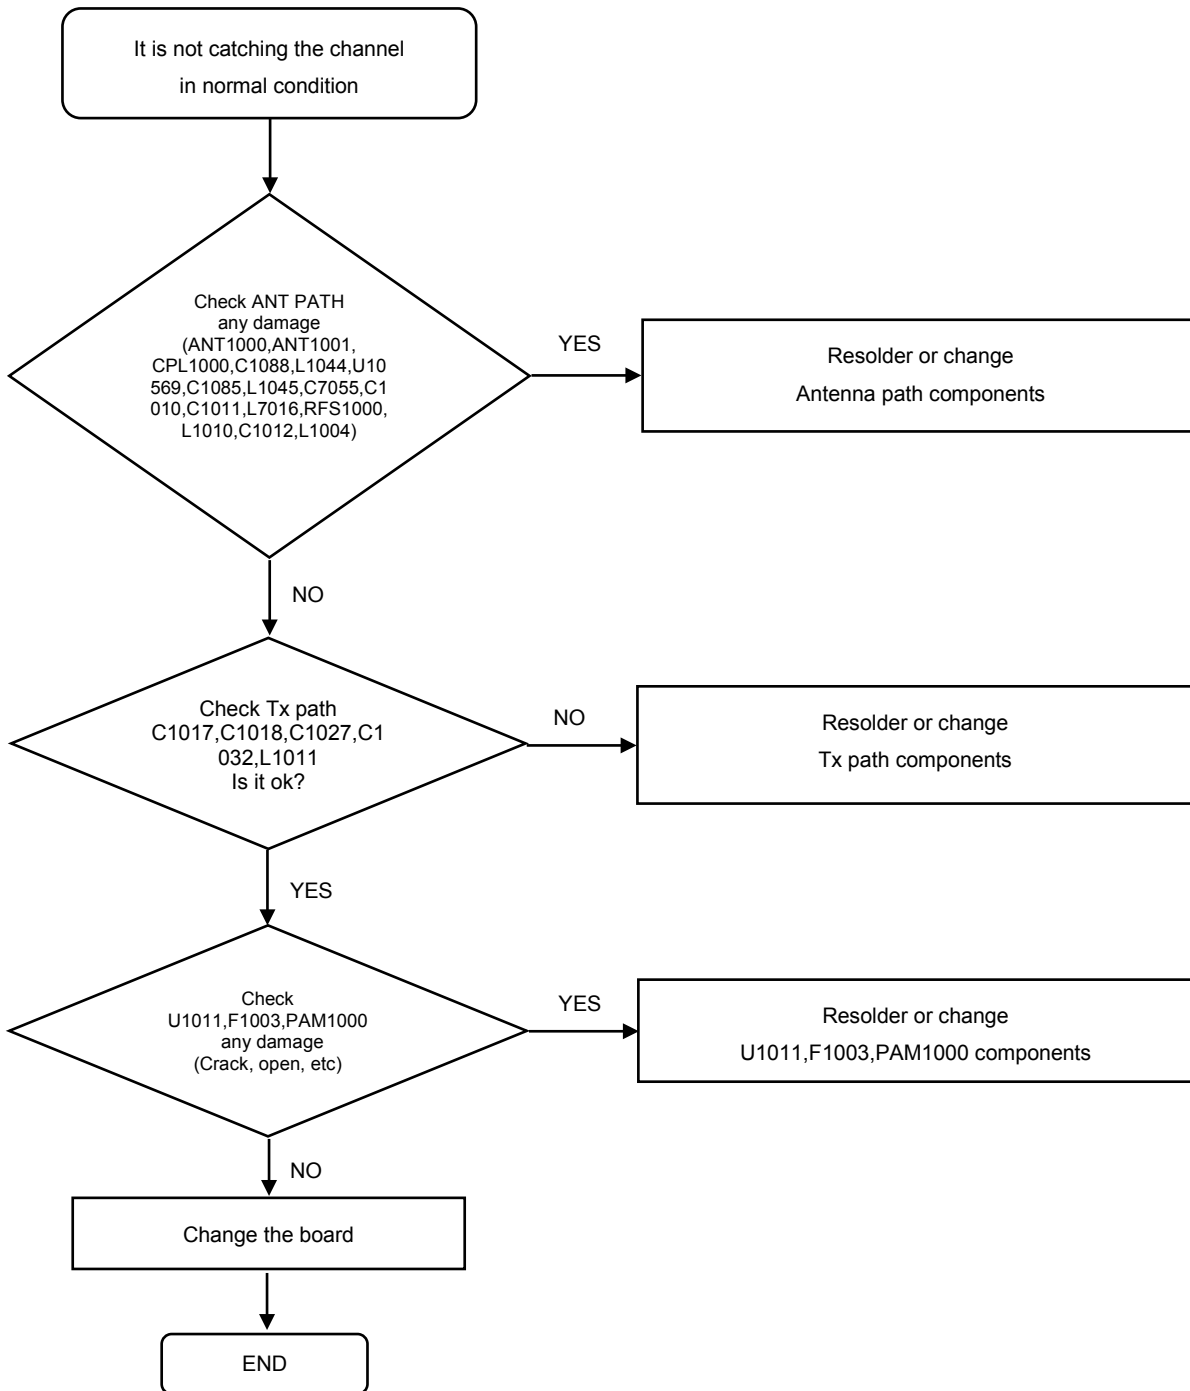 It is not catching the channel
in normal condition
Check ANT PATH
any damage
(ANT1000,ANT1001,
CPL1000,C1088,L1044,U10
569,C1085,L1045,C7055,C1
010,C1011,L7016,RFS1000,
L1010,C1012,L1004)
YES
Resolder or change
Antenna path components
NO
Check Tx path
C1017,C1018,C1027,C1
032,L1011
Is it ok?
NO
Resolder or change
Tx path components
YES
Check
U1011,F1003,PAM1000
any damage
(Crack, open, etc)
YES
Resolder or change
U1011,F1003,PAM1000 components
NO
Change the board
END